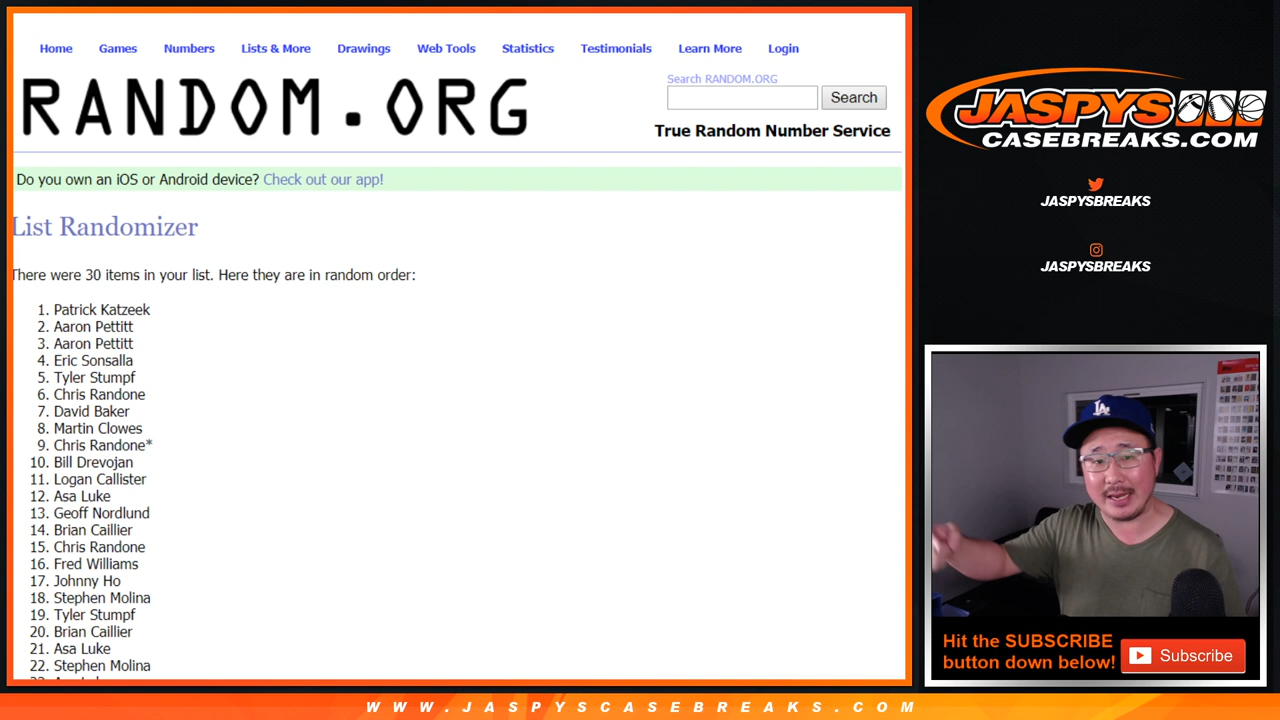 Home Games Numbers Lists & More Drawings Web Tools Statistics Testimonials Learn More Login
RANDOM.ORG
Search RANDOM.ORG
Search
True Random Number Service
Do you own an iOS or Android device? Check out our app!
List Randomizer
There were 30 items in your list. Here they are in random order:
1. Patrick Katzeek
2. Aaron Pettitt
3. Aaron Pettitt
4. Eric Sonsalla
5. Tyler Stumpf
6. Chris Randone
7. David Baker
8. Martin Clowes
9. Chris Randone*
10. Bill Drevojan
11. Logan Callister
12. Asa Luke
13. Geoff Nordlund
14. Brian Caillier
15. Chris Randone
16. Fred Williams
17. Johnny Ho
18. Stephen Molina
19. Tyler Stumpf
20. Brian Caillier
21. Asa Luke
22. Stephen Molina
JASPYS
CASEBREAKS.COM
JASPYSBREAKS
JASPYSBREAKS
LA
Hit the SUBSCRIBE
button down below!
Subscribe
WWW.JASPYSCASEBREAKS.COM